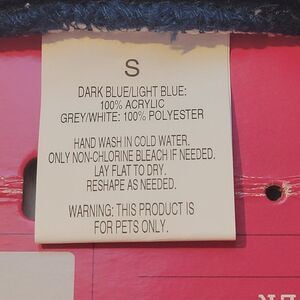 S
DARK BLUE/LIGHT BLUE:
100% ACRYLIC
GREY/WHITE: 100% POLYESTER
HAND WASH IN COLD WATER.
ONLY NON-CHLORINE BLEACH IF NEEDED.
LAY FLAT TO DRY.
RESHAPE AS NEEDED.
WARNING: THIS PRODUCT IS
FOR PETS ONLY.